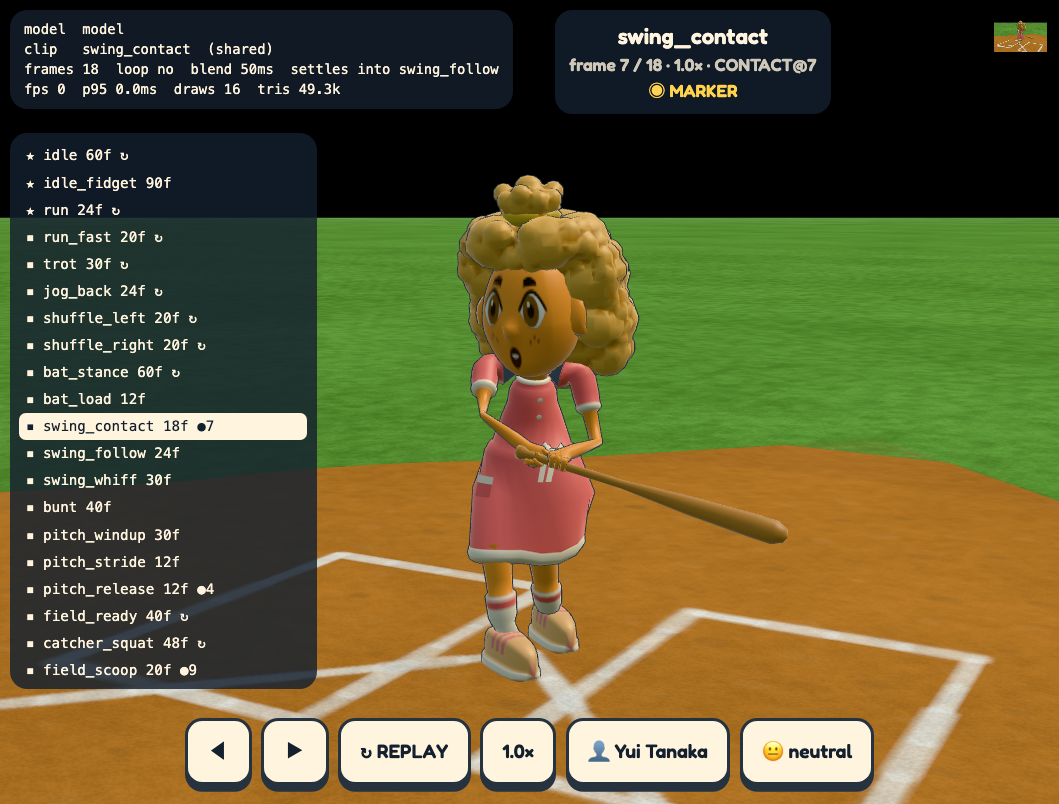 model model
clip swing_contact (shared)
frames 18 loop no blend 50ms settles into swing_follow
fps 0 p95 0.0ms draws 16 tris 49.3k
swing_contact
frame 7 / 18 · 1.0× · CONTACT@7
◉ MARKER
★ idle 60f ↻
★ idle_fidget 90f
★ run 24f ↻
▪ run_fast 20f ↻
▪ trot 30f ↻
▪ jog_back 24f ↻
▪ shuffle_left 20f ↻
▪ shuffle_right 20f ↻
▪ bat_stance 60f ↻
▪ bat_load 12f
▪ swing_contact 18f ●7
▪ swing_follow 24f
▪ swing_whiff 30f
▪ bunt 40f
▪ pitch_windup 30f
▪ pitch_stride 12f
▪ pitch_release 12f ●4
▪ field_ready 40f ↻
▪ catcher_squat 48f ↻
▪ field_scoop 20f ●9
◀ ▶ ↻ REPLAY 1.0× 👤 Yui Tanaka 😐 neutral